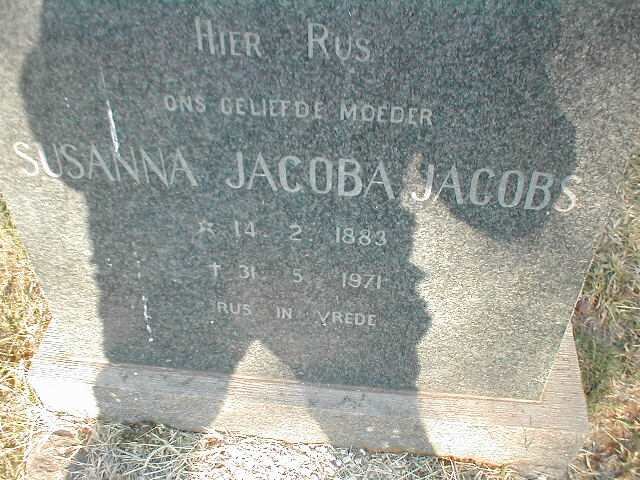 HIER RUS
ONS GELIEFDE MOEDER
SUSANNA JACOBA JACOBS
* 14. 2. 1883
† 31. 5. 1971
RUS IN VREDE